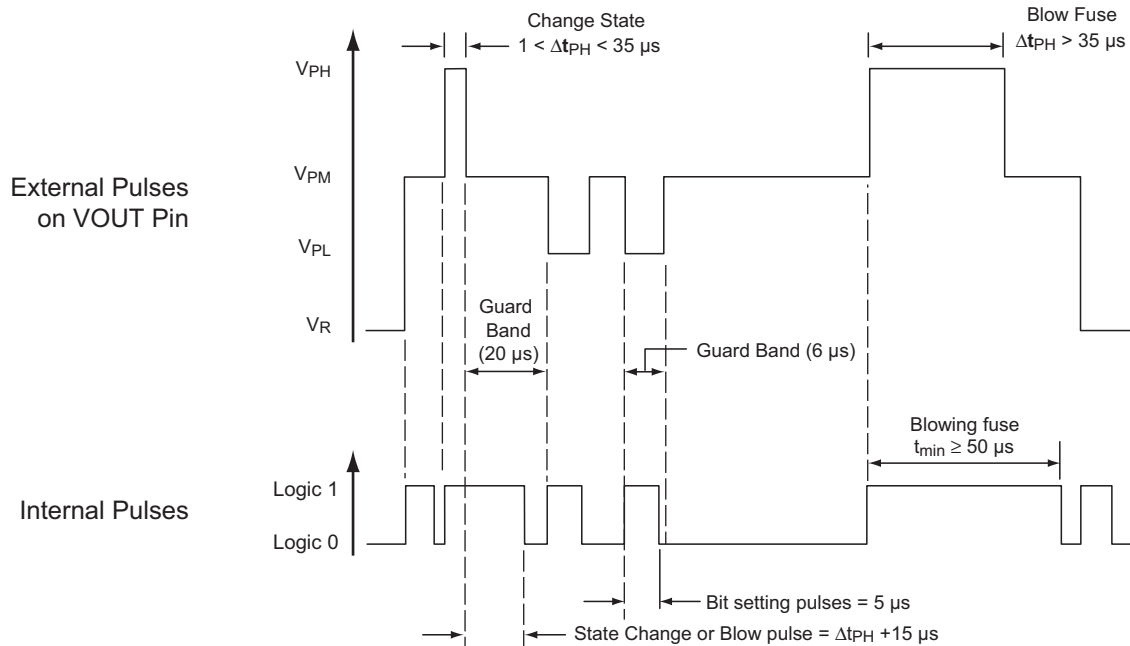 Change State
1 < ΔtPH < 35 µs
Blow Fuse
ΔtPH > 35 µs
VPH
VPM
VPL
VR
External Pulses
on VOUT Pin
Guard
Band
(20 µs)
Guard Band (6 µs)
Blowing fuse
tmin ≥ 50 µs
Internal Pulses
Logic 1
Logic 0
Bit setting pulses = 5 µs
State Change or Blow pulse = ΔtPH +15 µs